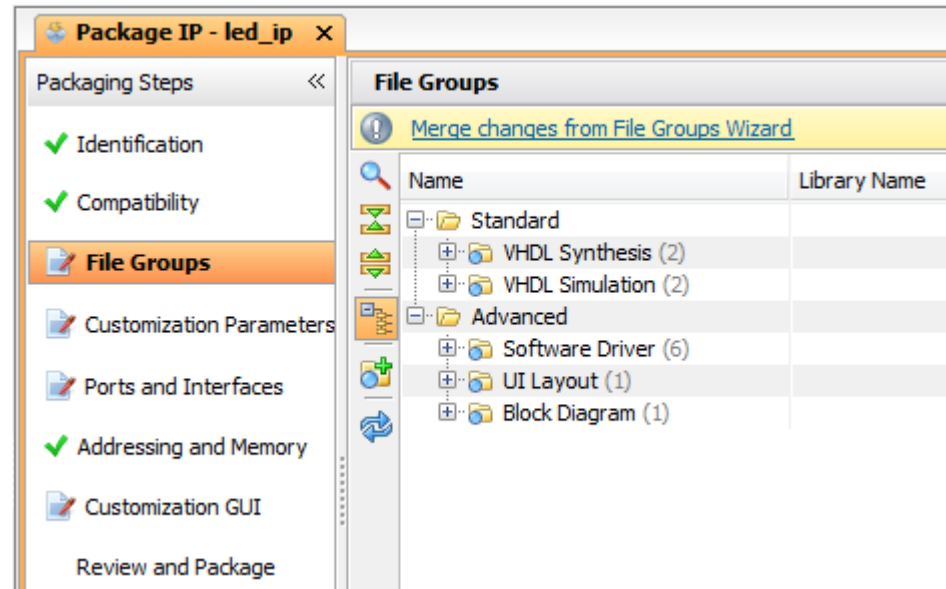 Package IP - led_ip X
Packaging Steps «
Identification
Compatibility
File Groups
Customization Parameters
Ports and Interfaces
Addressing and Memory
Customization GUI
Review and Package
File Groups
Merge changes from File Groups Wizard
Name Library Name
Standard
VHDL Synthesis (2)
VHDL Simulation (2)
Advanced
Software Driver (6)
UI Layout (1)
Block Diagram (1)